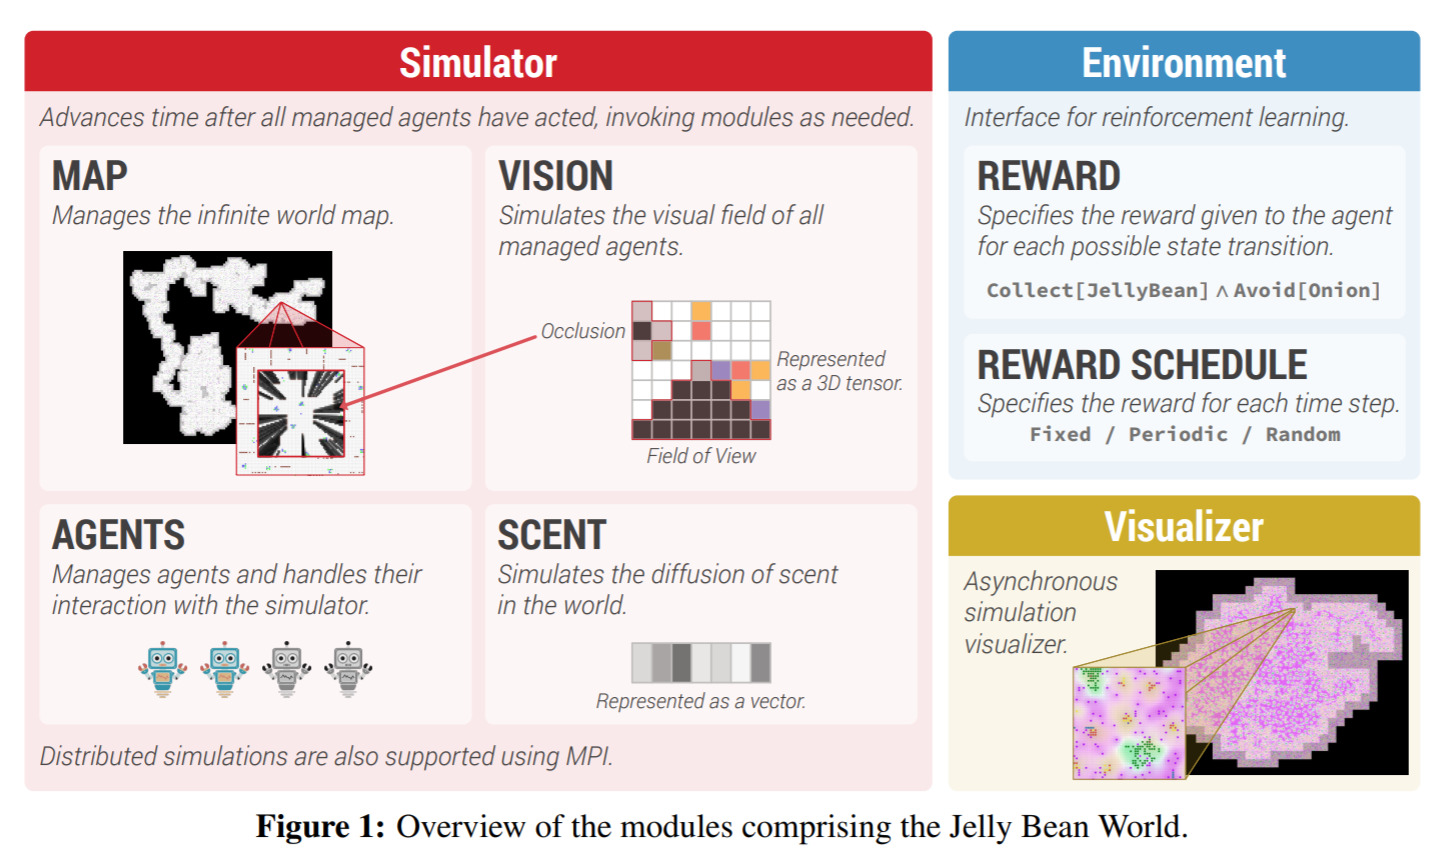 Simulator
Advances time after all managed agents have acted, invoking modules as needed.
MAP
Manages the infinite world map.
VISION
Simulates the visual field of all
managed agents.
Occlusion
Represented
as a 3D tensor.
Field of View
AGENTS
Manages agents and handles their
interaction with the simulator.
SCENT
Simulates the diffusion of scent
in the world.
Represented as a vector.
Distributed simulations are also supported using MPI.
Environment
Interface for reinforcement learning.
REWARD
Specifies the reward given to the agent
for each possible state transition.
Collect[JellyBean] ∧ Avoid[Onion]
REWARD SCHEDULE
Specifies the reward for each time step.
Fixed / Periodic / Random
Visualizer
Asynchronous
simulation
visualizer.
Figure 1: Overview of the modules comprising the Jelly Bean World.